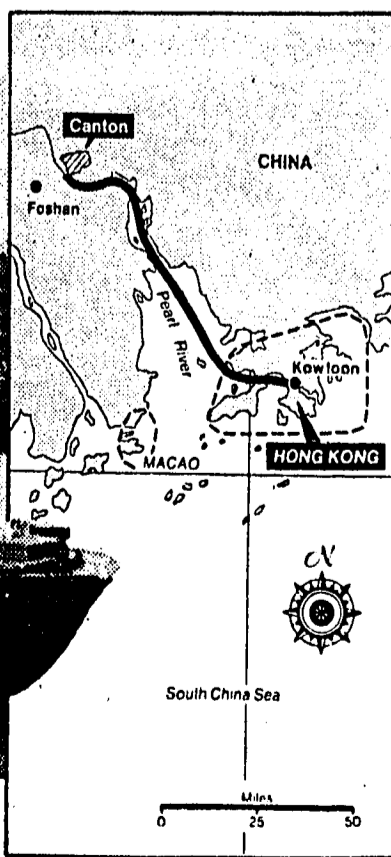 Canton
CHINA
Foshan
Pearl River
Kowloon
MACAO
HONG KONG
N
South China Sea
Miles
0 25 50